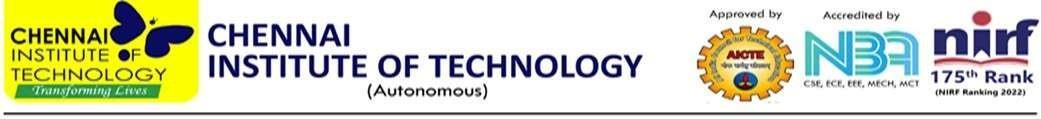 CHENNAI
INSTITUTE OF
TECHNOLOGY
Transforming Lives
CHENNAI
INSTITUTE OF TECHNOLOGY
(Autonomous)
Approved by
AICTE
Accredited by
NBA
CSE, ECE, EEE, MECH, MCT
nirf
175th Rank
(NIRF Ranking 2022)